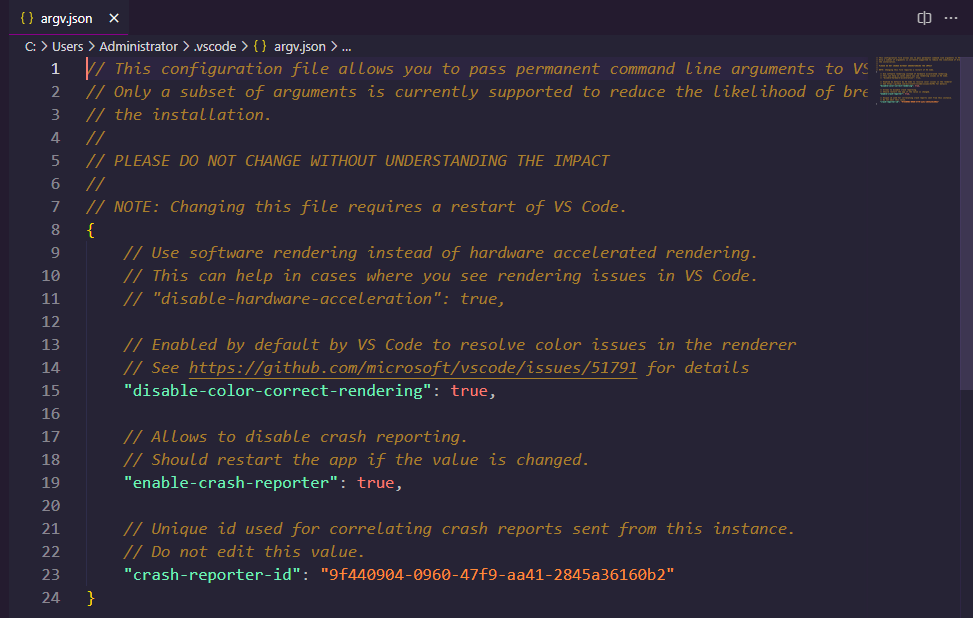 { } argv.json ×
C: > Users > Administrator > .vscode > { } argv.json > ...
1 // This configuration file allows you to pass permanent command line arguments to VS
2 // Only a subset of arguments is currently supported to reduce the likelihood of bre
3 // the installation.
4 //
5 // PLEASE DO NOT CHANGE WITHOUT UNDERSTANDING THE IMPACT
6 //
7 // NOTE: Changing this file requires a restart of VS Code.
8 {
9 // Use software rendering instead of hardware accelerated rendering.
10 // This can help in cases where you see rendering issues in VS Code.
11 // "disable-hardware-acceleration": true,
12
13 // Enabled by default by VS Code to resolve color issues in the renderer
14 // See https://github.com/microsoft/vscode/issues/51791 for details
15 "disable-color-correct-rendering": true,
16
17 // Allows to disable crash reporting.
18 // Should restart the app if the value is changed.
19 "enable-crash-reporter": true,
20
21 // Unique id used for correlating crash reports sent from this instance.
22 // Do not edit this value.
23 "crash-reporter-id": "9f440904-0960-47f9-aa41-2845a36160b2"
24 }